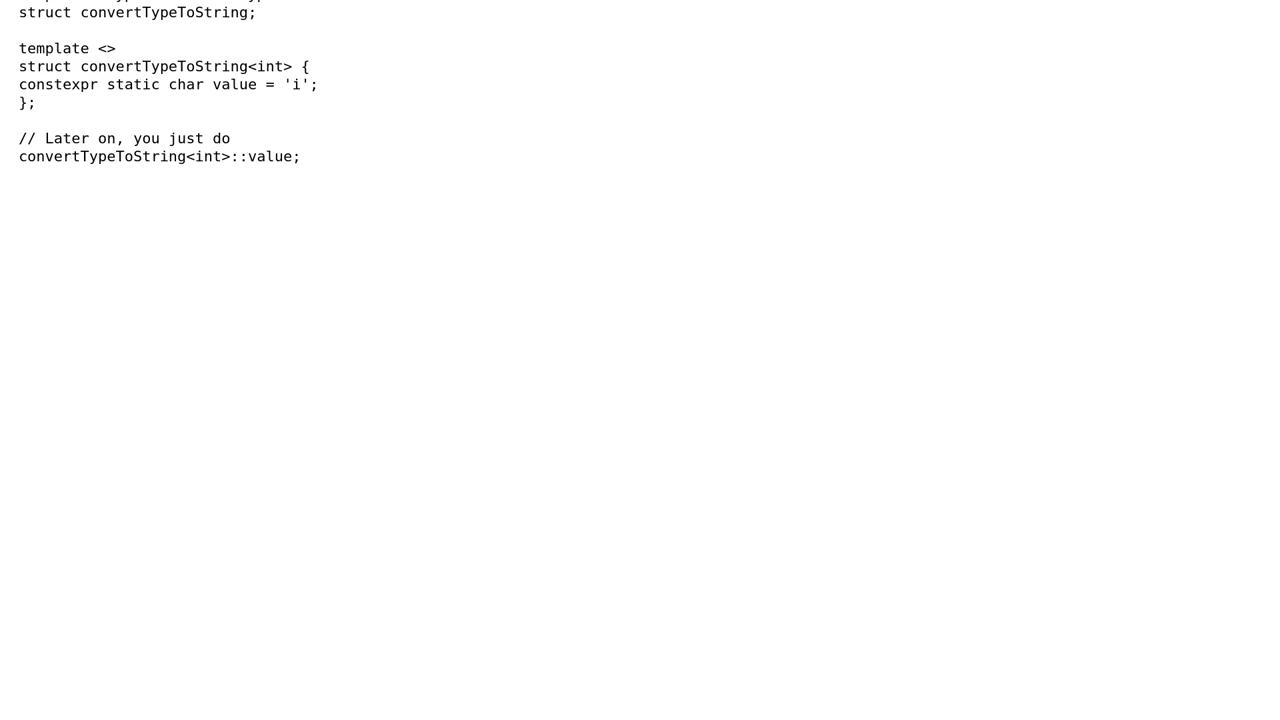 struct convertTypeToString;

template <>
struct convertTypeToString<int> {
constexpr static char value = 'i';
};

// Later on, you just do
convertTypeToString<int>::value;